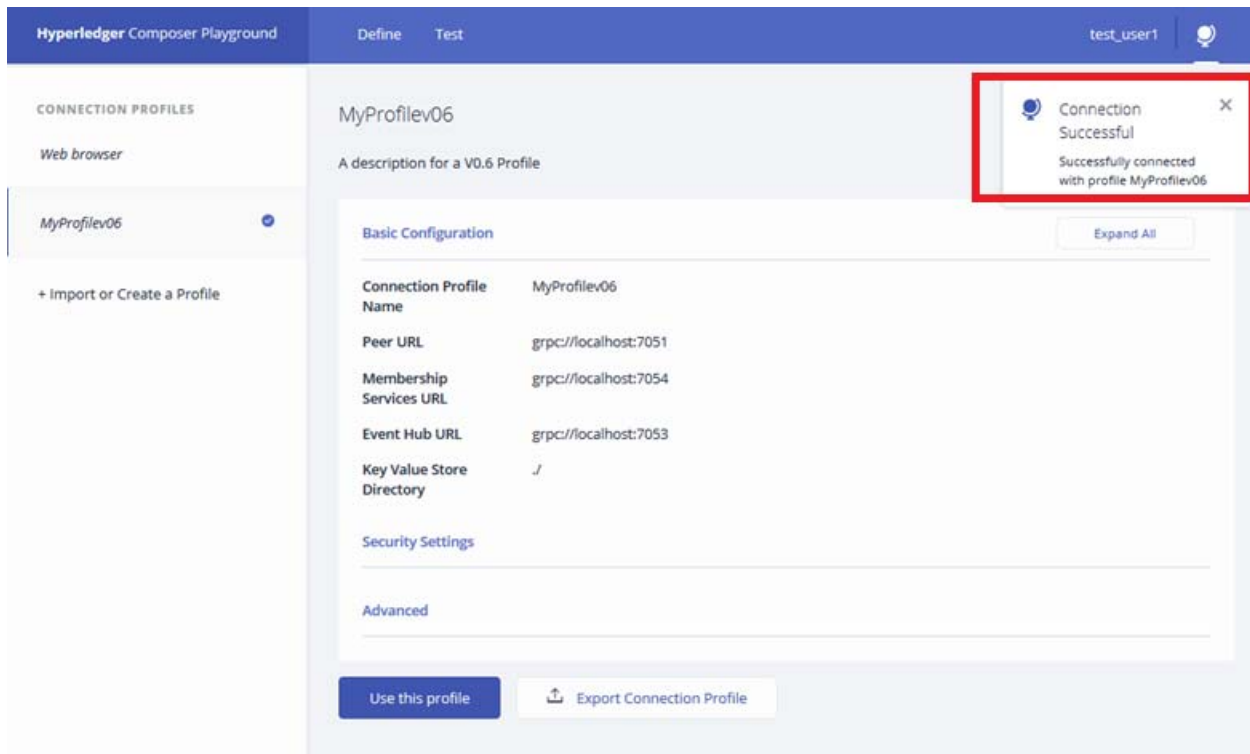 Hyperledger Composer Playground
Define
Test
test_user1
CONNECTION PROFILES
Web browser
MyProfilev06
+ Import or Create a Profile
MyProfilev06
A description for a V0.6 Profile
Connection
Successful
Successfully connected
with profile MyProfilev06
Basic Configuration
Expand All
Connection Profile
Name
MyProfilev06
Peer URL
grpc://localhost:7051
Membership
Services URL
grpc://localhost:7054
Event Hub URL
grpc://localhost:7053
Key Value Store
Directory
./
Security Settings
Advanced
Use this profile
Export Connection Profile